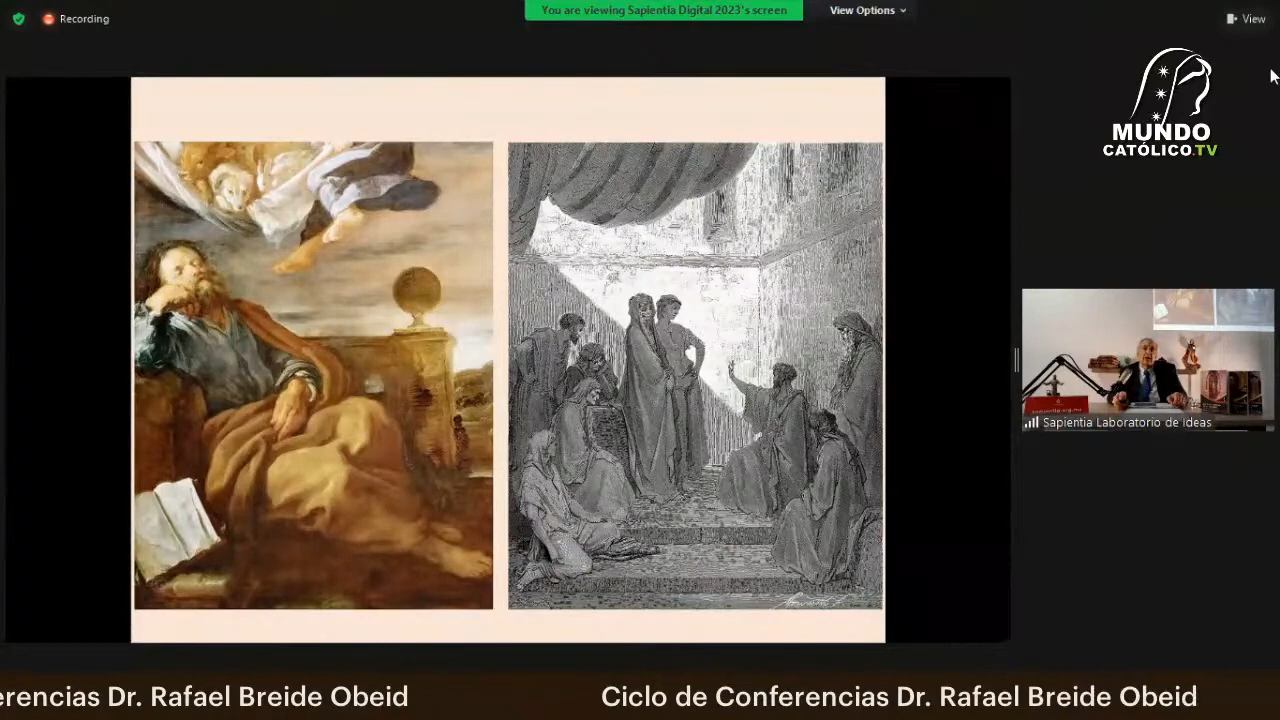 Recording
You are viewing Sapientia Digital 2023's screen
View Options
View
MUNDO
CATÓLICO.TV
Sapientia Laboratorio de ideas
erencias Dr. Rafael Breide Obeid
Ciclo de Conferencias Dr. Rafael Breide Obeid